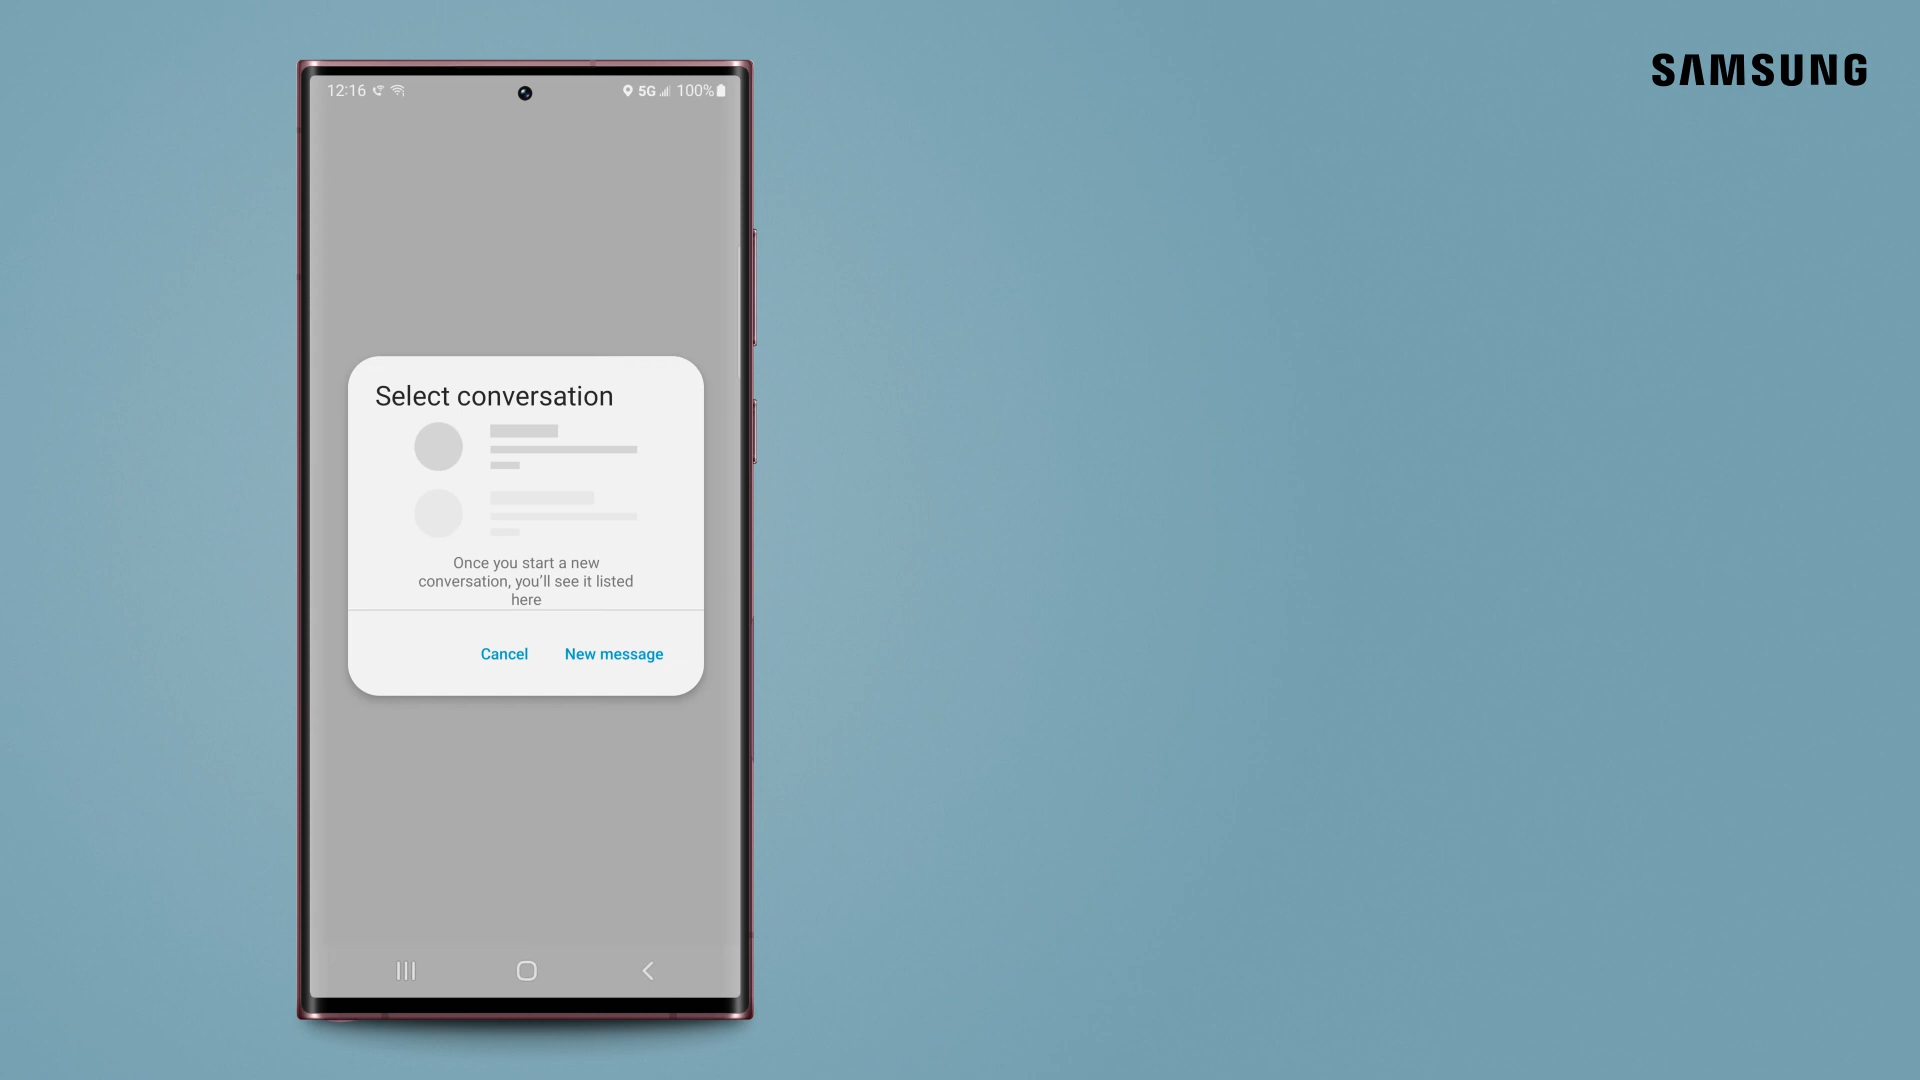 SAMSUNG
12:16 5G 100%
Select conversation
Once you start a new
conversation, you’ll see it listed
here
Cancel New message